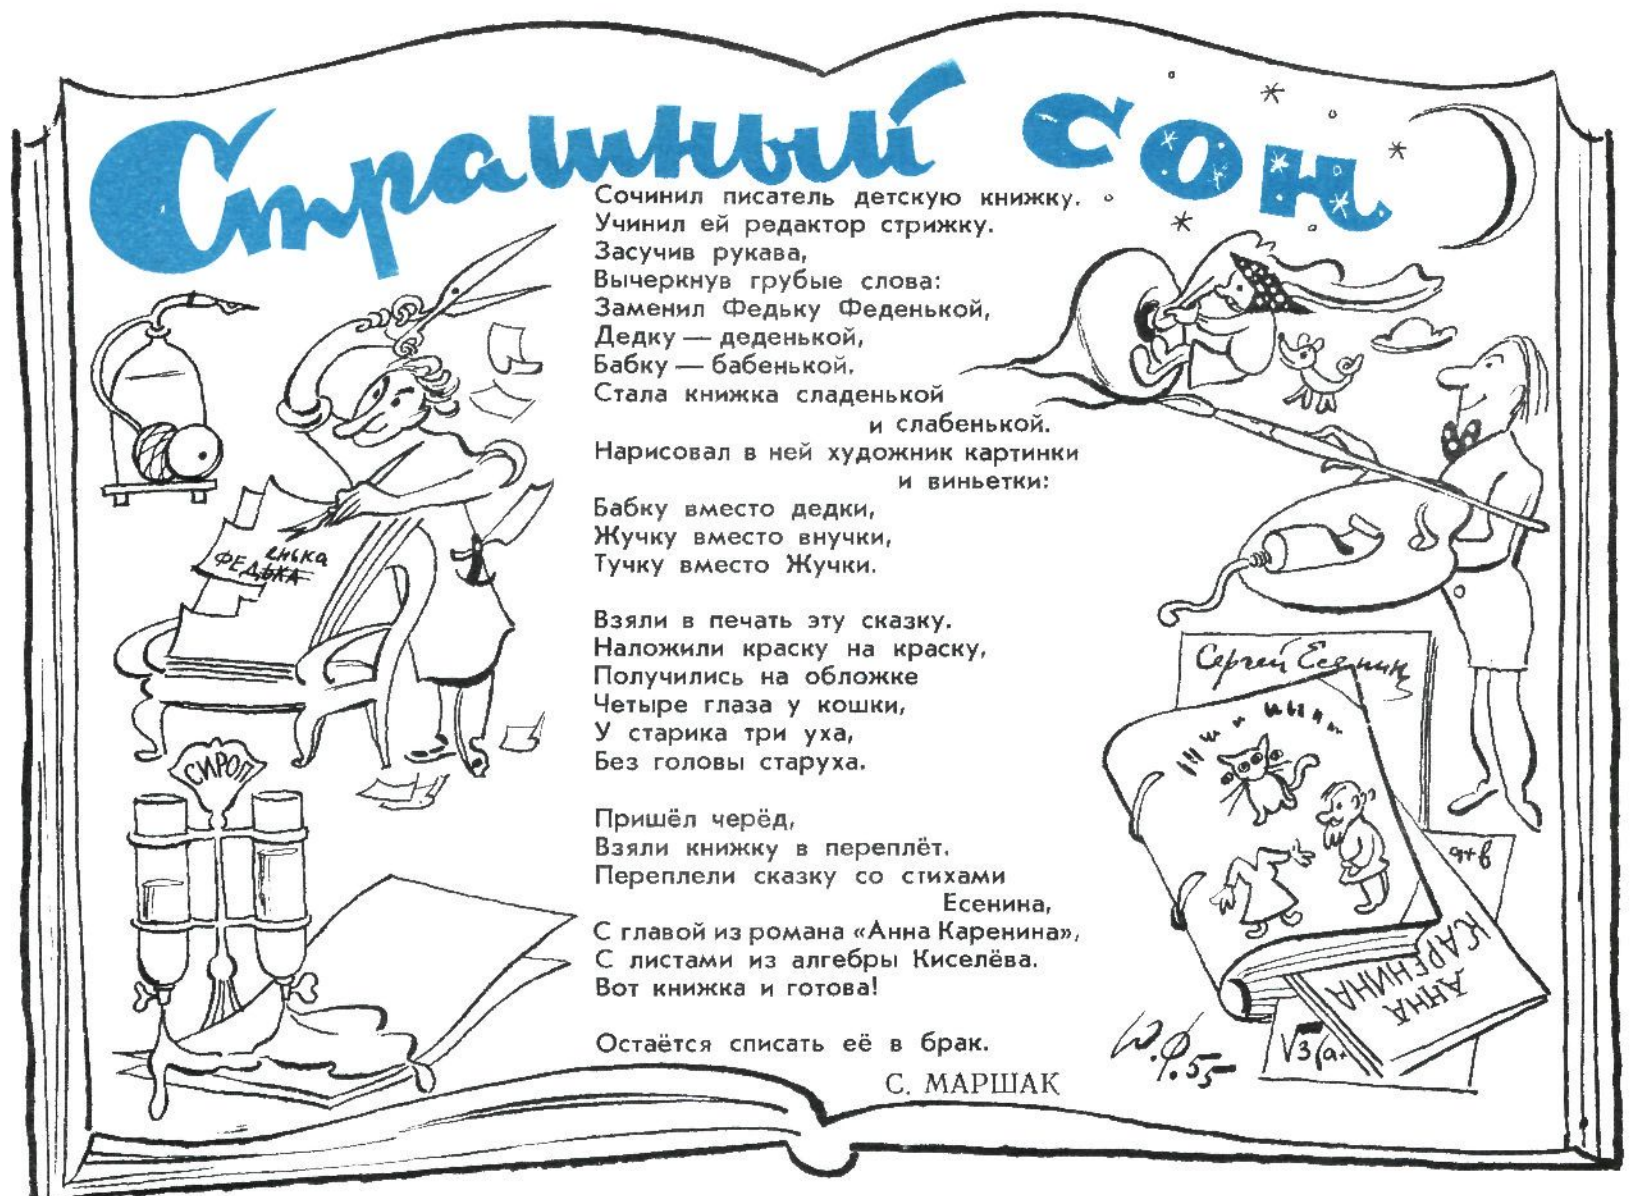 Страшный сон
Сочинил писатель детскую книжку.
Учинил ей редактор стрижку.
Засучив рукава,
Вычеркнув грубые слова:
Заменил Федьку Феденькой,
Дедку — деденькой,
Бабку — бабенькой.
Стала книжка сладенькой
и слабенькой.
Нарисовал в ней художник картинки
и виньетки:
Бабку вместо дедки,
Жучку вместо внучки,
Тучку вместо Жучки.
Взяли в печать эту сказку.
Наложили краску на краску,
Получились на обложке
Четыре глаза у кошки,
У старика три уха,
Без головы старуха.
Пришёл черёд,
Взяли книжку в переплёт.
Переплели сказку со стихами
Есенина,
С главой из романа «Анна Каренина»,
С листами из алгебры Киселёва.
Вот книжка и готова!
Остаётся списать её в брак.
С. МАРШАК
енька
ФЕДЬКА
СИРОП
Сергей Есенин
a+b
АННА
КАРЕНИНА
√3(a+